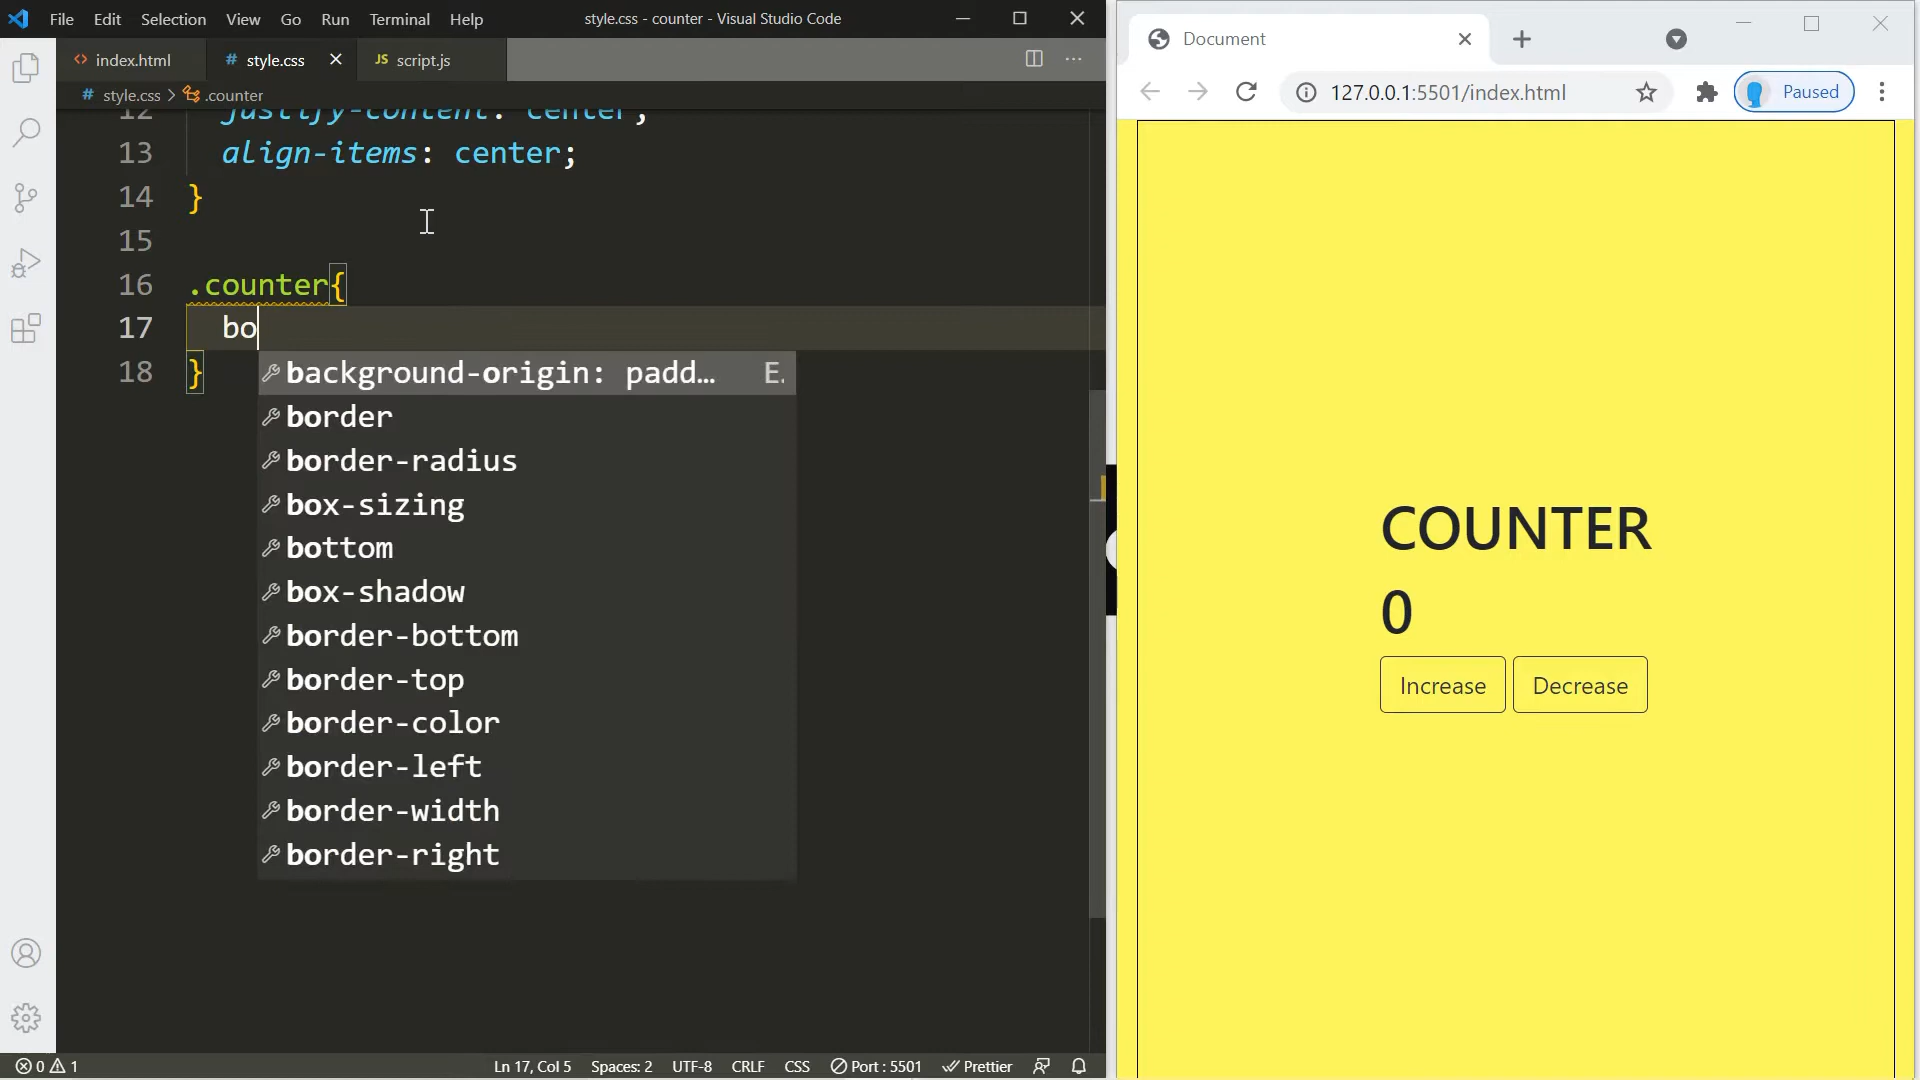 File Edit Selection View Go Run Terminal Help
style.css - counter - Visual Studio Code
index.html
# style.css
JS script.js
# style.css > .counter
12 justify-content: center;
13 align-items: center;
14 }
15
16 .counter{
17 bo
18 }
background-origin: padd… E.
border
border-radius
box-sizing
bottom
box-shadow
border-bottom
border-top
border-color
border-left
border-width
border-right
0 1
Ln 17, Col 5 Spaces: 2 UTF-8 CRLF CSS Port : 5501 Prettier
Document
127.0.0.1:5501/index.html
Paused
COUNTER
0
Increase Decrease